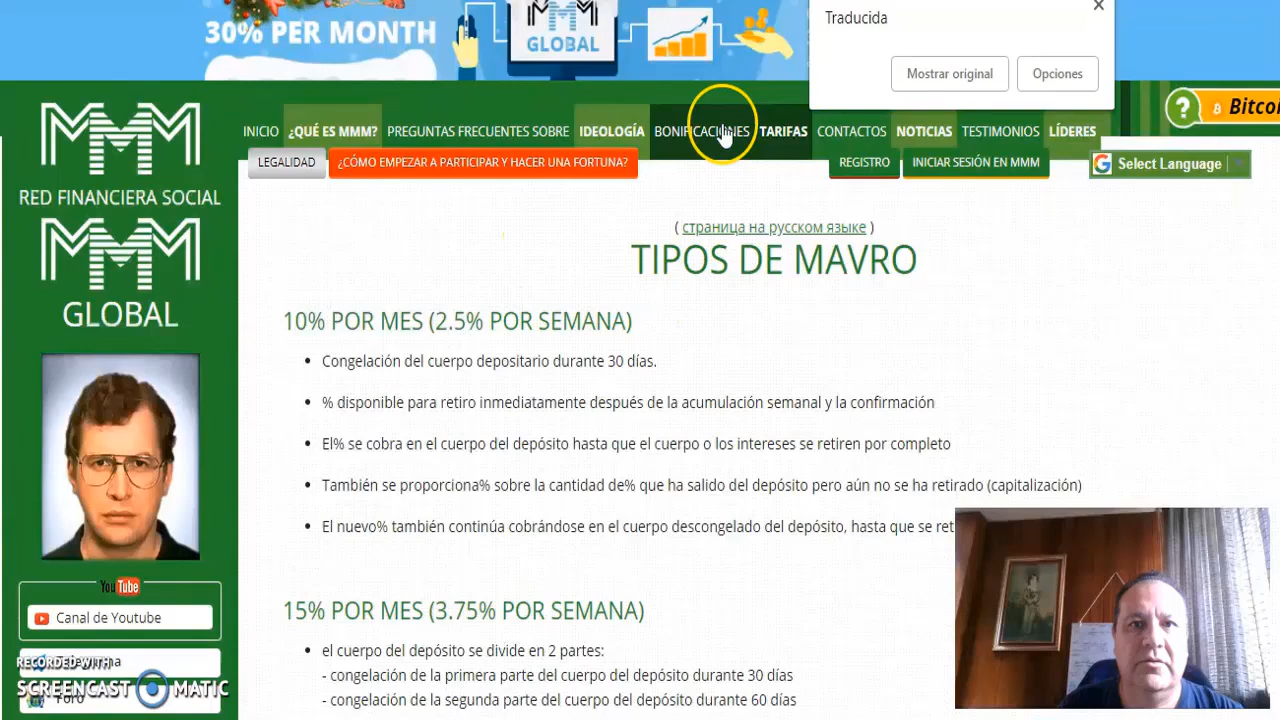 30% PER MONTH
MMM
GLOBAL
Traducida
Mostrar original
Opciones
Bitcoi
INICIO ¿QUÉ ES MMM? PREGUNTAS FRECUENTES SOBRE IDEOLOGÍA BONIFICACIONES TARIFAS CONTACTOS NOTICIAS TESTIMONIOS LÍDERES
LEGALIDAD ¿CÓMO EMPEZAR A PARTICIPAR Y HACER UNA FORTUNA? REGISTRO INICIAR SESIÓN EN MMM
G Select Language
MMM
RED FINANCIERA SOCIAL
MMM
GLOBAL
You Tube
Canal de Youtube
Foro
RECORDED WITH
SCREENCAST MATIC
( страница на русском языке )
TIPOS DE MAVRO
10% POR MES (2.5% POR SEMANA)
Congelación del cuerpo depositario durante 30 días.
% disponible para retiro inmediatamente después de la acumulación semanal y la confirmación
El% se cobra en el cuerpo del depósito hasta que el cuerpo o los intereses se retiren por completo
También se proporciona% sobre la cantidad de% que ha salido del depósito pero aún no se ha retirado (capitalización)
El nuevo% también continúa cobrándose en el cuerpo descongelado del depósito, hasta que se ret
15% POR MES (3.75% POR SEMANA)
el cuerpo del depósito se divide en 2 partes:
- congelación de la primera parte del cuerpo del depósito durante 30 días
- congelación de la segunda parte del cuerpo del depósito durante 60 días